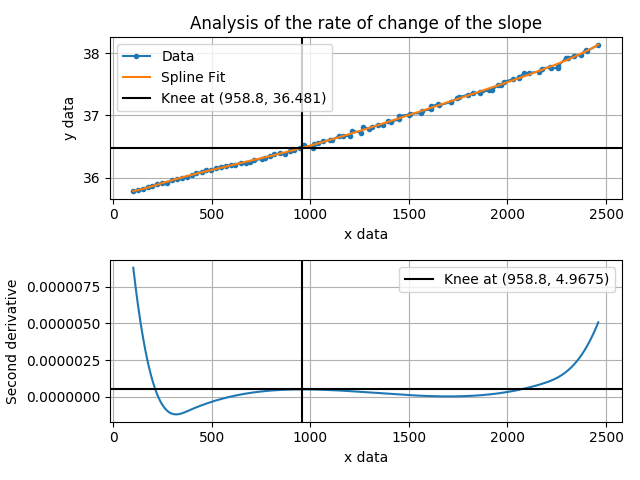 Analysis of the rate of change of the slope
38
37
36
y data
Data
Spline Fit
Knee at (958.8, 36.481)
0
500
1000
1500
2000
2500
x data
0.0000075
0.0000050
0.0000025
0.0000000
Second derivative
Knee at (958.8, 4.9675)
0
500
1000
1500
2000
2500
x data